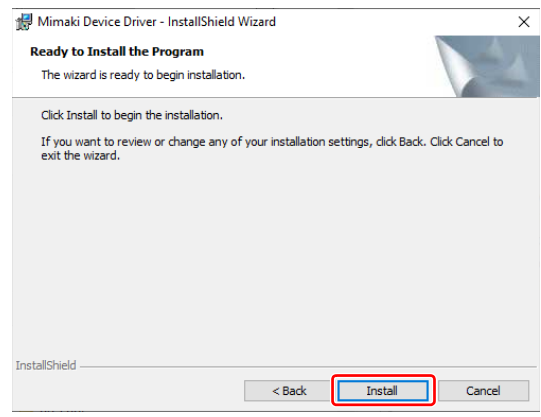 Mimaki Device Driver - InstallShield Wizard
Ready to Install the Program
The wizard is ready to begin installation.
Click Install to begin the installation.
If you want to review or change any of your installation settings, click Back. Click Cancel to
exit the wizard.
InstallShield
< Back Install Cancel